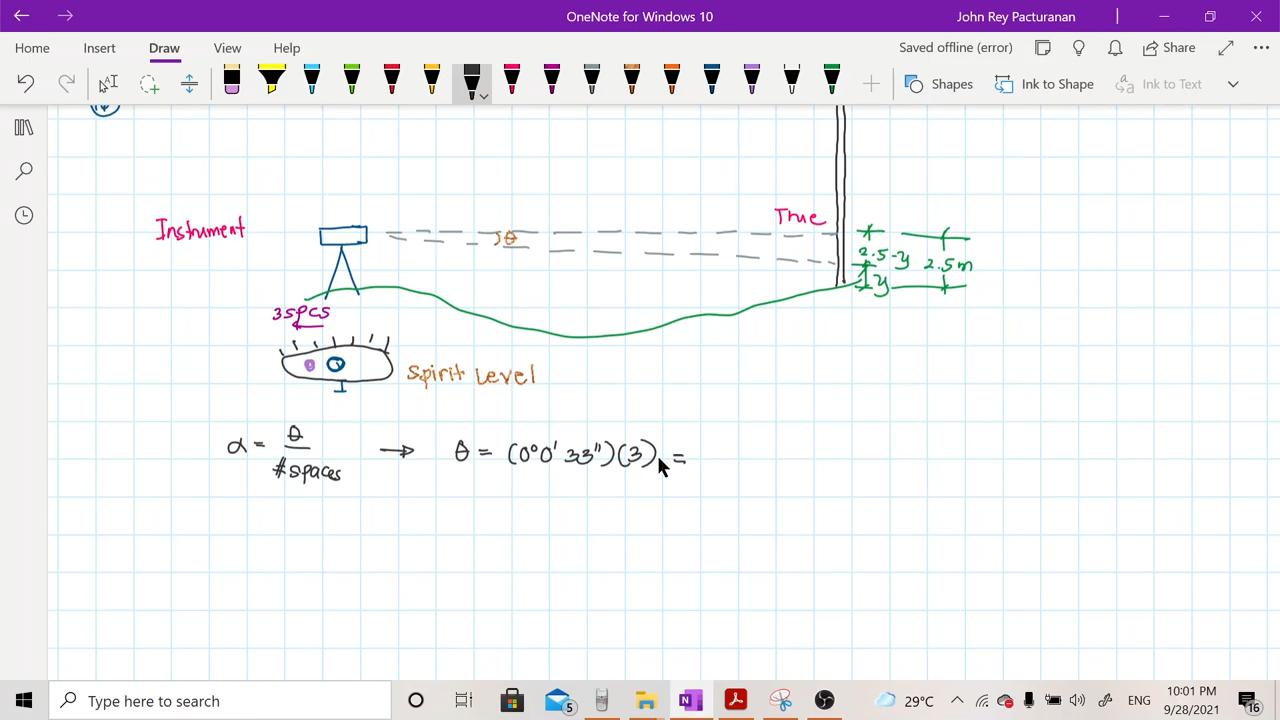 OneNote for Windows 10
John Rey Pacturanan
Home Insert Draw View Help
Saved offline (error)
Share
Shapes
Ink to Shape
Ink to Text
True
Instrument
θ
2.5-y
2.5m
y
3spcs
Spirit Level
α = θ / #spaces → θ = (0°0'33")(3) =
Type here to search
5
29°C
ENG
10:01 PM
9/28/2021
16